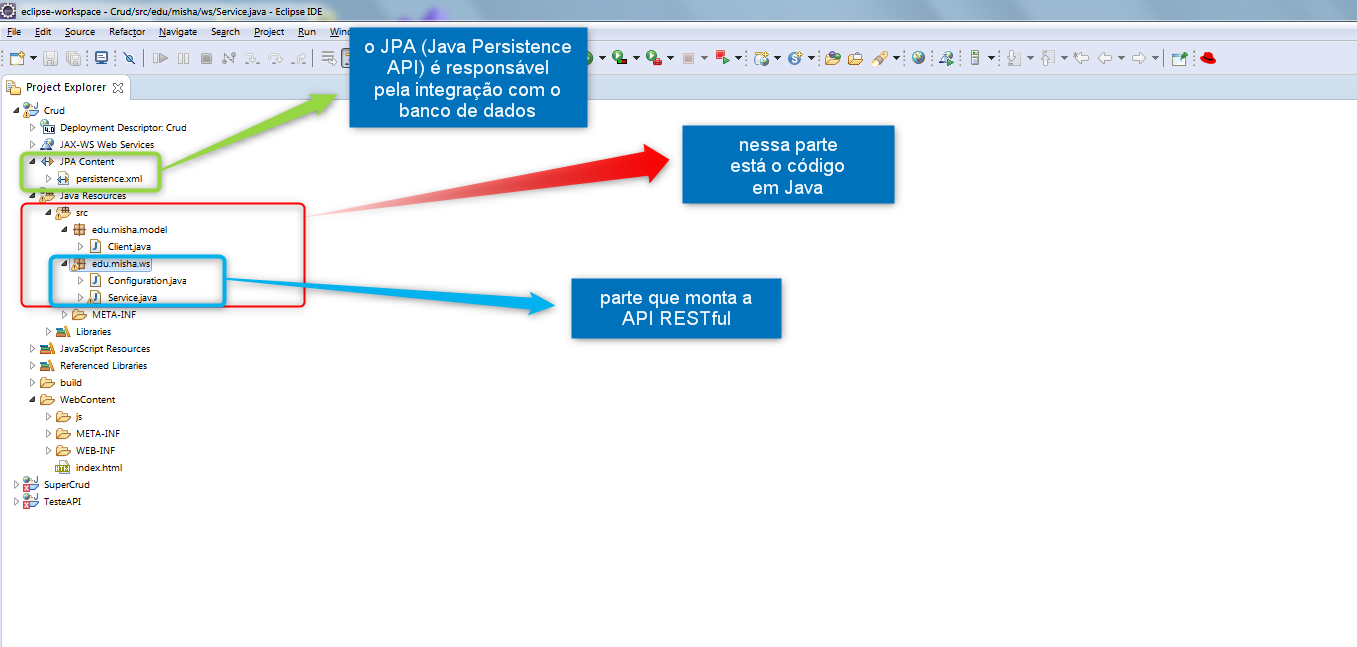 eclipse-workspace - Crud/src/edu/misha/ws/Service.java - Eclipse IDE
File Edit Source Refactor Navigate Search Project Run
o JPA (Java Persistence
API) é responsável
pela integração com o
banco de dados
Project Explorer
Crud
Deployment Descriptor: Crud
JAX-WS Web Services
JPA Content
persistence.xml
Java Resources
src
edu.misha.model
Client.java
edu.misha.ws
Configuration.java
Service.java
META-INF
Libraries
JavaScript Resources
Referenced Libraries
build
WebContent
js
META-INF
WEB-INF
index.html
SuperCrud
TesteAPI
nessa parte
está o código
em Java
parte que monta a
API RESTful